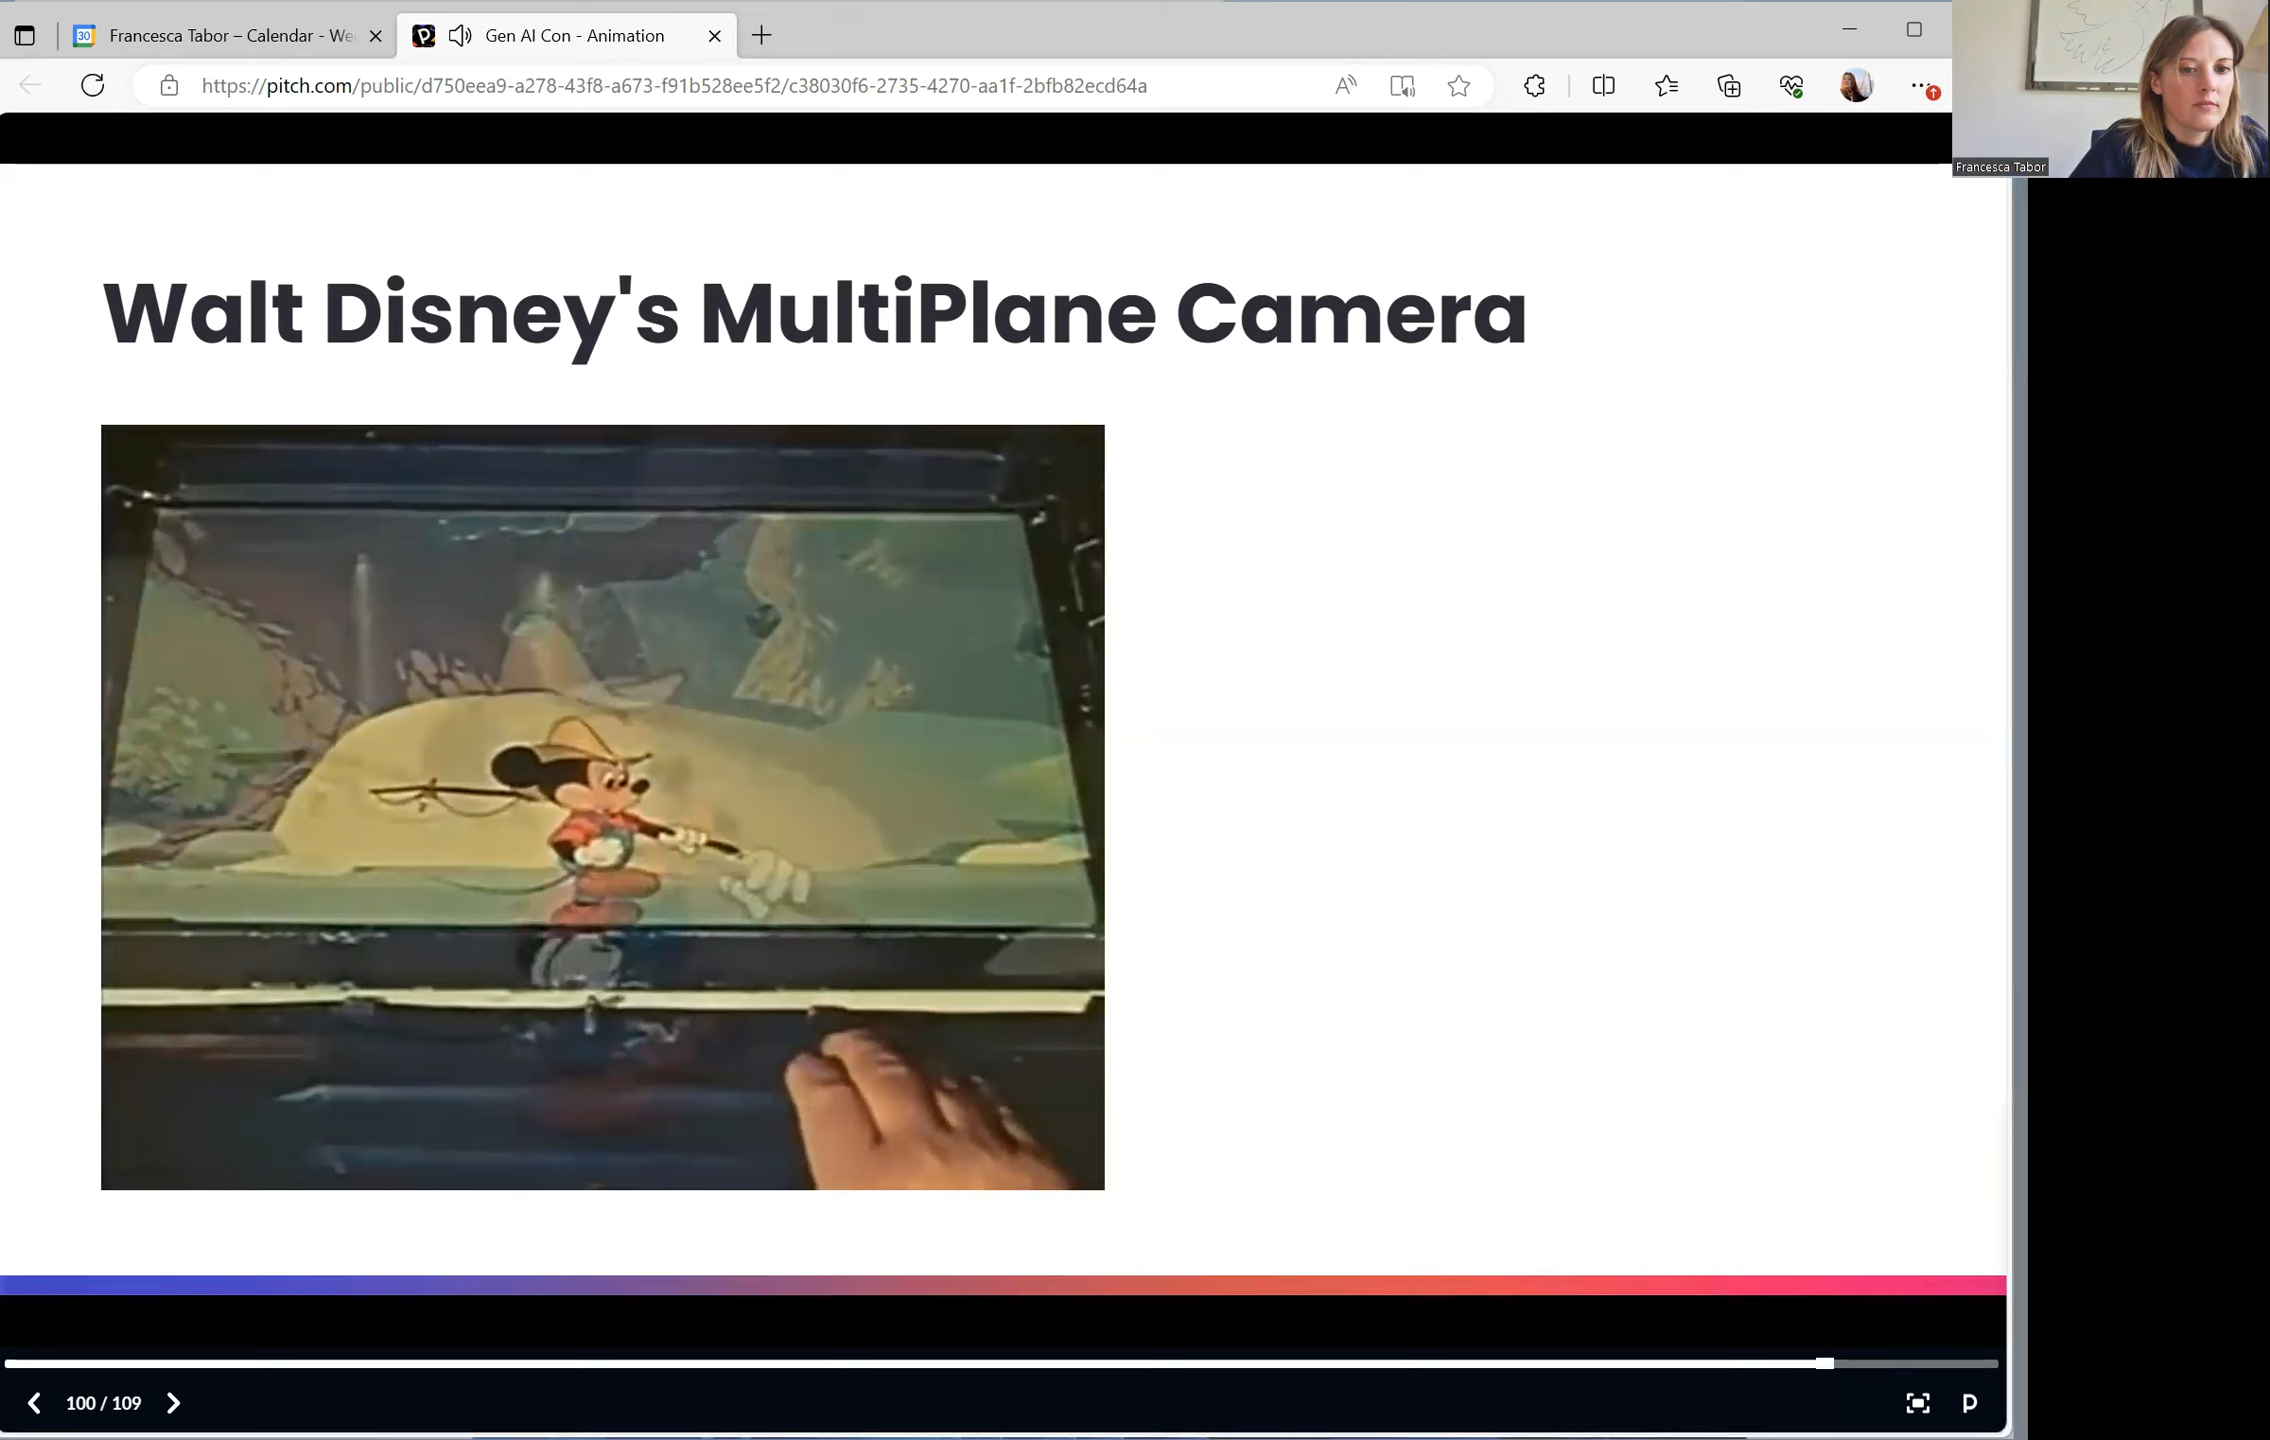 Francesca Tabor – Calendar - We
Gen AI Con - Animation
https://pitch.com/public/d750eea9-a278-43f8-a673-f91b528ee5f2/c38030f6-2735-4270-aa1f-2bfb82ecd64a
Francesca Tabor
Walt Disney's MultiPlane Camera
100 / 109